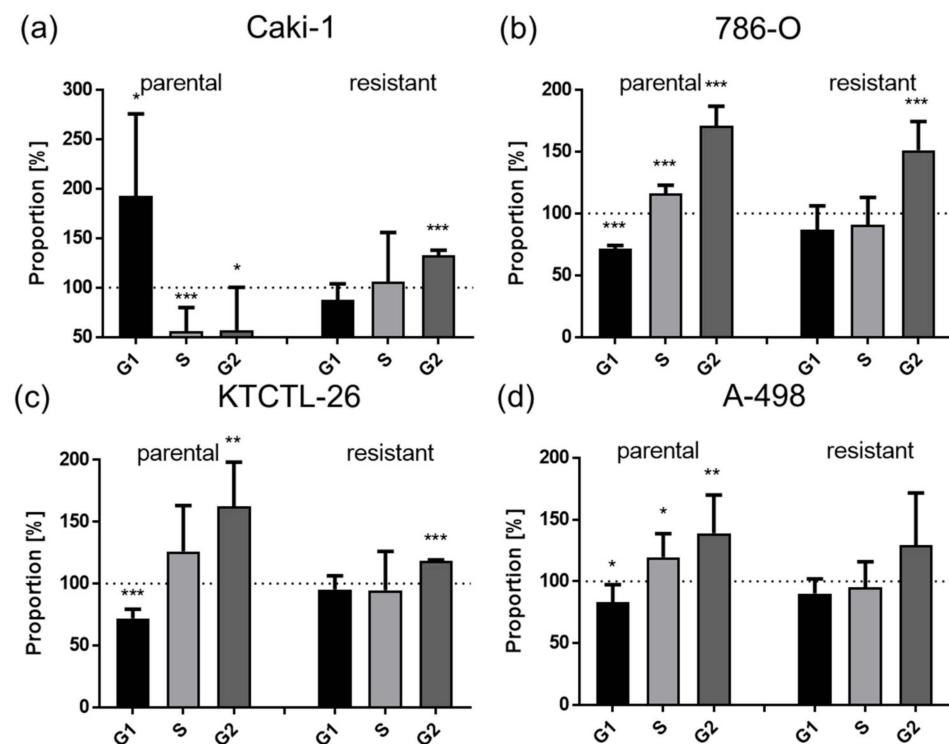 (a) Caki-1
parental resistant
Proportion [%]
300
250
200
150
100
50
*
***
*
***
G1 S G2 G1 S G2
(b) 786-O
parental resistant
Proportion [%]
200
150
100
50
0
***
***
***
***
G1 S G2 G1 S G2
(c) KTCTL-26
parental resistant
Proportion [%]
200
150
100
50
0
***
**
***
G1 S G2 G1 S G2
(d) A-498
parental resistant
Proportion [%]
200
150
100
50
0
*
*
**
G1 S G2 G1 S G2